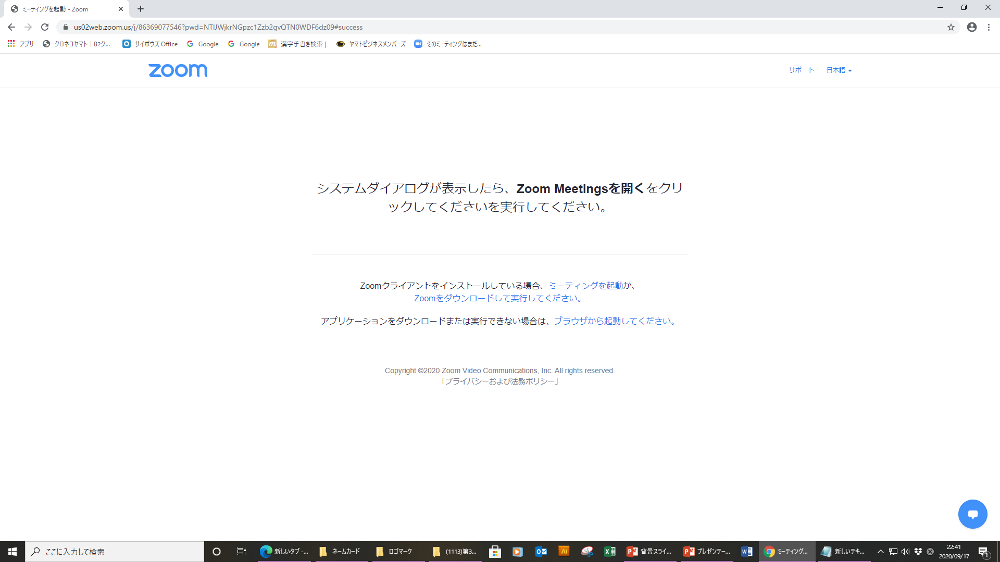 ミーティングを起動 - Zoom
us02web.zoom.us/j/86369077546?pwd=NTlJWjkrNGpzc1Zzb2gvQTN0WDF6dz09#success
アプリ クロネコヤマト｜B2ク... サイボウズ Office Google Google 漢字手書き検索 | ヤマトビジネスメンバーズ そのミーティングはまだ...
zoom サポート 日本語
システムダイアログが表示したら、Zoom Meetingsを開くをクリ
ックしてくださいを実行してください。
Zoomクライアントをインストールしている場合、ミーティングを起動か、
Zoomをダウンロードして実行してください。
アプリケーションをダウンロードまたは実行できない場合は、ブラウザから起動してください。
Copyright ©2020 Zoom Video Communications, Inc. All rights reserved.
「プライバシーおよび法務ポリシー」
ここに入力して検索 新しいタブ -... ネームカード ロゴマーク (1113)第3... 背景スライ... プレゼンテー... ミーティング... 新しいテキ... 22:41
2020/09/17 1